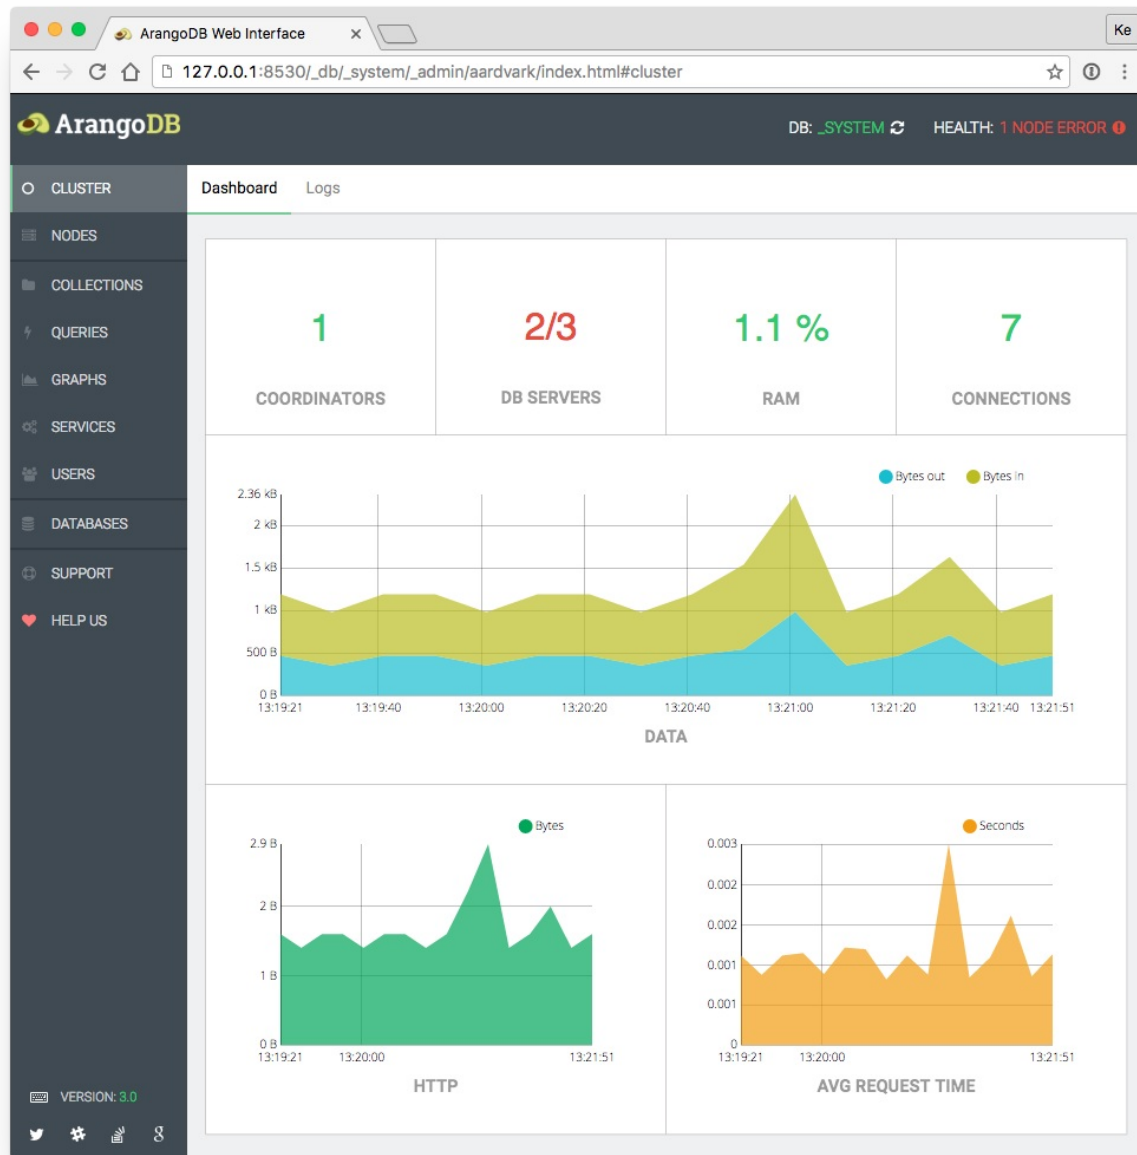 ArangoDB Web Interface
Ke
127.0.0.1:8530/_db/_system/_admin/aardvark/index.html#cluster
ArangoDB
DB: _SYSTEM HEALTH: 1 NODE ERROR
CLUSTER
NODES
COLLECTIONS
QUERIES
GRAPHS
SERVICES
USERS
DATABASES
SUPPORT
HELP US
VERSION: 3.0
Dashboard Logs
1 2/3 1.1 % 7
COORDINATORS DB SERVERS RAM CONNECTIONS
Bytes out Bytes in
2.36 kB
2 kB
1.5 kB
1 kB
500 B
0 B
13:19:21 13:19:40 13:20:00 13:20:20 13:20:40 13:21:00 13:21:20 13:21:40 13:21:51
DATA
Bytes
2.9 B
2 B
1 B
0 B
13:19:21 13:20:00 13:21:51
HTTP
Seconds
0.003
0.002
0.002
0.001
0.001
0
13:19:21 13:20:00 13:21:51
AVG REQUEST TIME